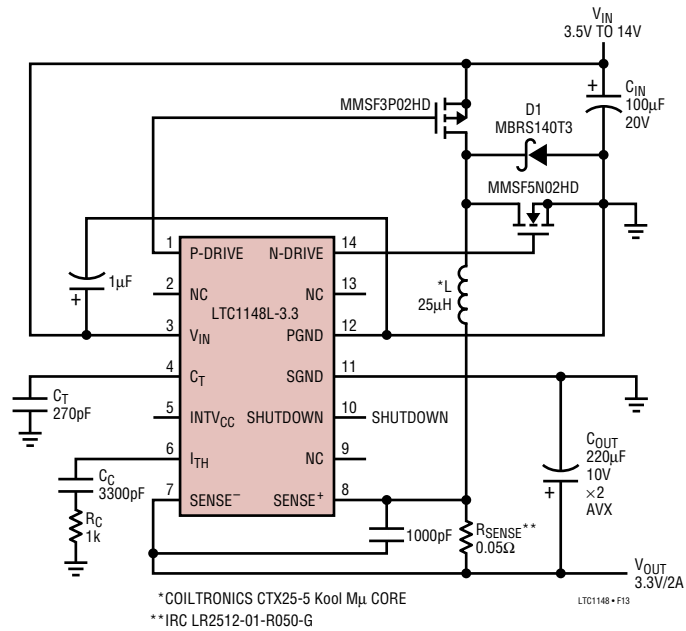 VIN
3.5V TO 14V
+
CIN
100µF
20V
MMSF3P02HD
D1
MBRS140T3
MMSF5N02HD
1 P-DRIVE N-DRIVE 14
1µF
+
2 NC NC 13
*L
25µH
LTC1148L-3.3
3 VIN PGND 12
4 CT SGND 11
CT
270pF
5 INTVCC SHUTDOWN 10 SHUTDOWN
6 ITH NC 9
COUT
220µF
10V
×2
AVX
+
CC
3300pF
7 SENSE− SENSE+ 8
RC
1k
1000pF
RSENSE**
0.05Ω
VOUT
3.3V/2A
*COILTRONICS CTX25-5 Kool Mµ CORE
**IRC LR2512-01-R050-G
LTC1148 • F13